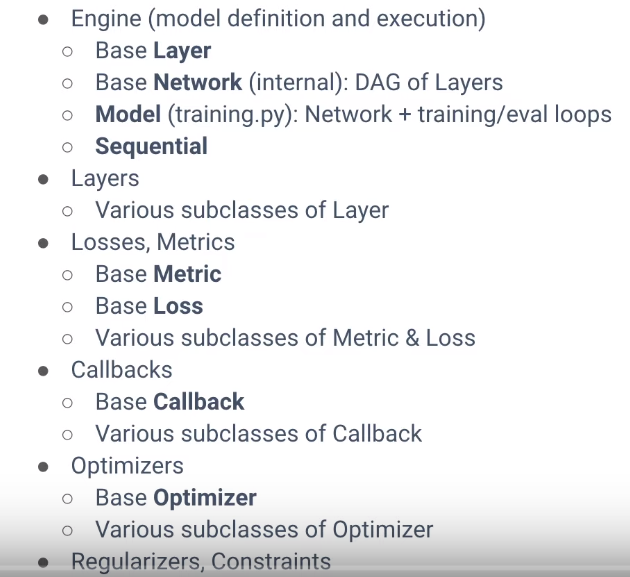 ● Engine (model definition and execution)
○ Base Layer
○ Base Network (internal): DAG of Layers
○ Model (training.py): Network + training/eval loops
○ Sequential
● Layers
○ Various subclasses of Layer
● Losses, Metrics
○ Base Metric
○ Base Loss
○ Various subclasses of Metric & Loss
● Callbacks
○ Base Callback
○ Various subclasses of Callback
● Optimizers
○ Base Optimizer
○ Various subclasses of Optimizer
● Regularizers, Constraints